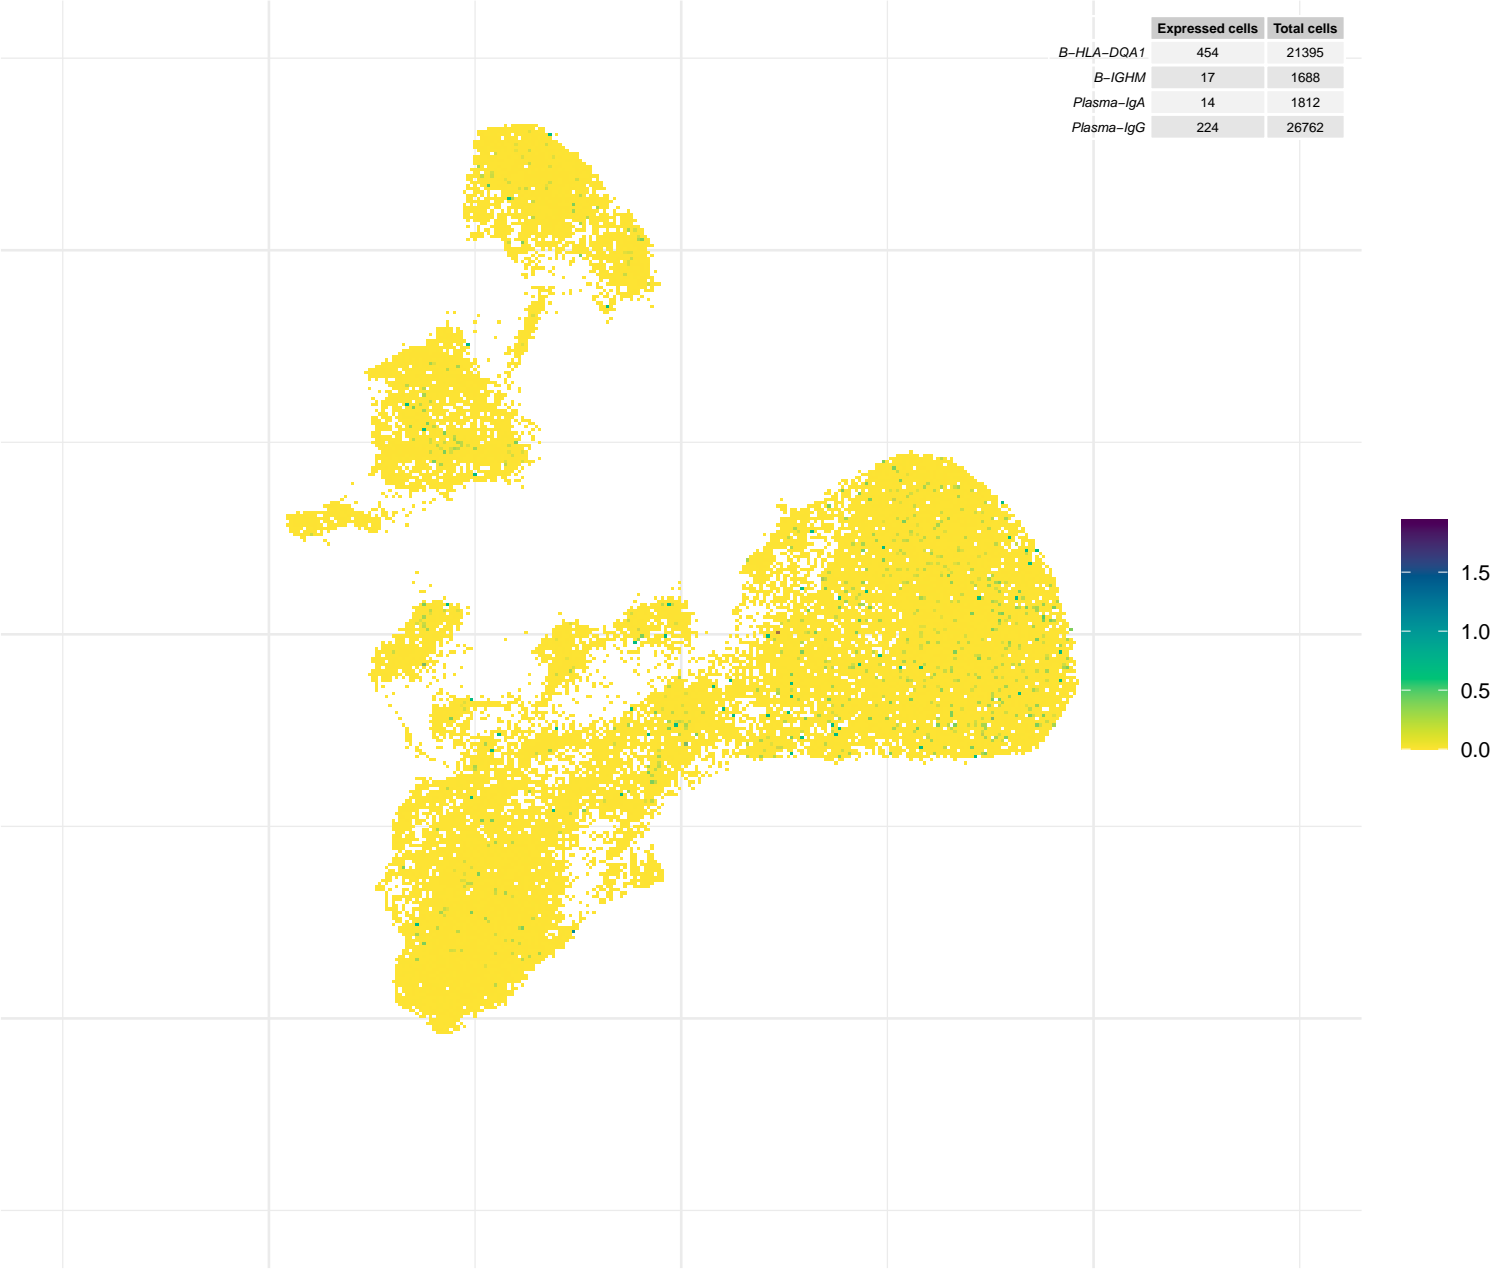 Expressed cells Total cells
B−HLA−DQA1 454 21395
B−IGHM 17 1688
Plasma−IgA 14 1812
Plasma−IgG 224 26762
1.5
1.0
0.5
0.0